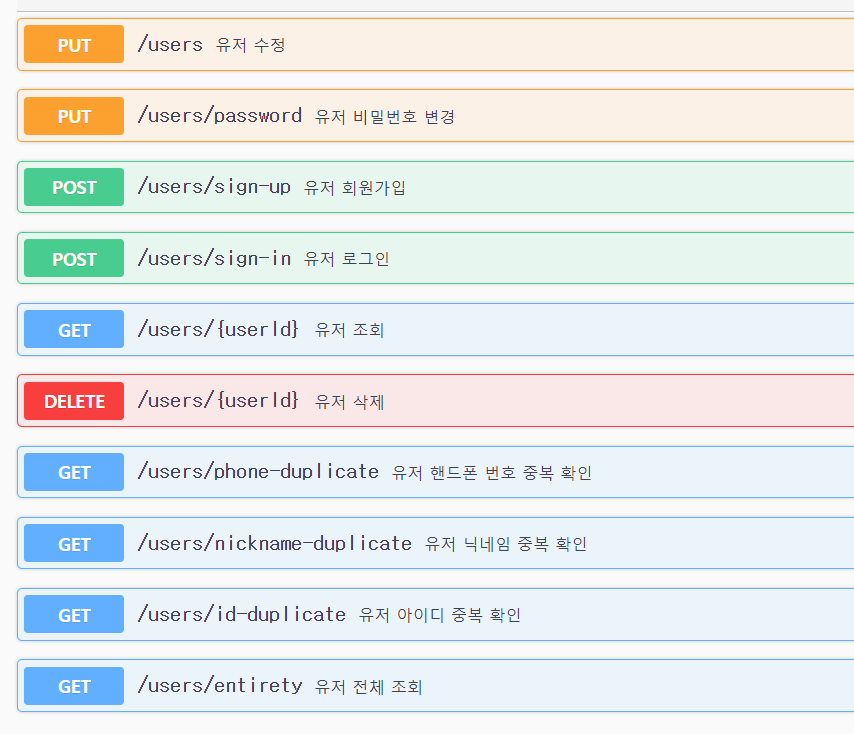 PUT /users 유저 수정
PUT /users/password 유저 비밀번호 변경
POST /users/sign-up 유저 회원가입
POST /users/sign-in 유저 로그인
GET /users/{userId} 유저 조회
DELETE /users/{userId} 유저 삭제
GET /users/phone-duplicate 유저 핸드폰 번호 중복 확인
GET /users/nickname-duplicate 유저 닉네임 중복 확인
GET /users/id-duplicate 유저 아이디 중복 확인
GET /users/entirety 유저 전체 조회